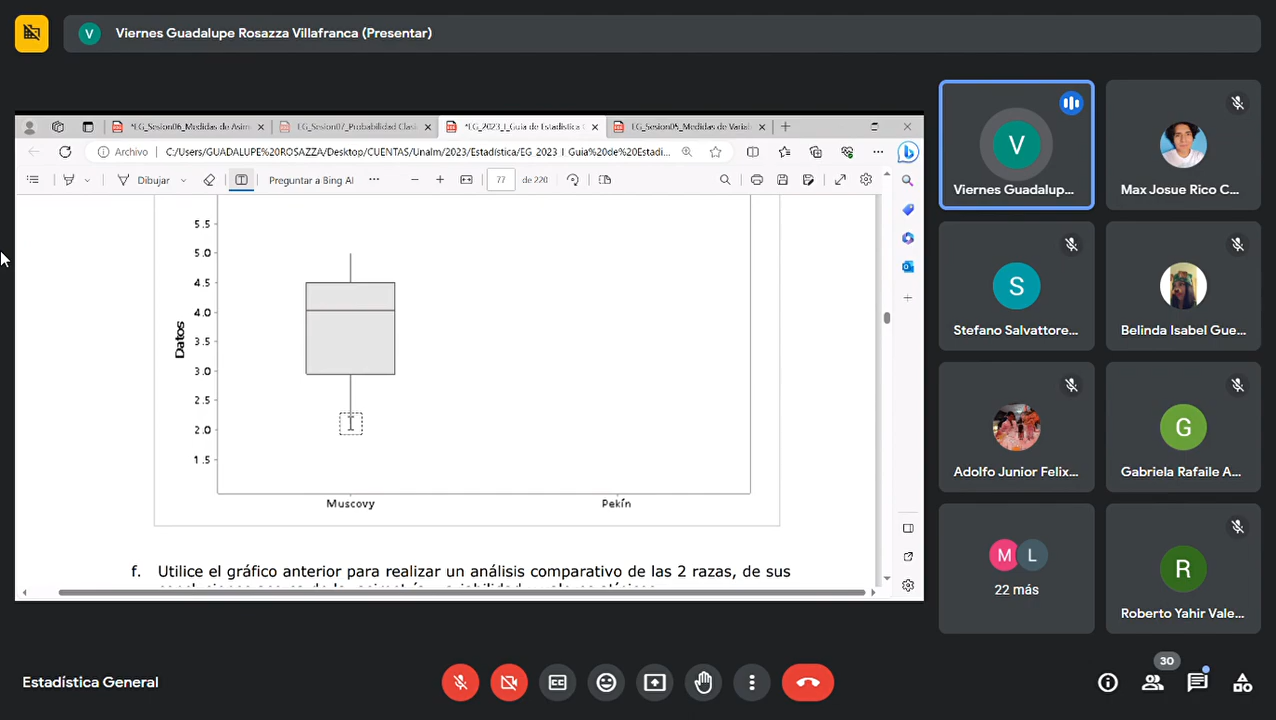 V Viernes Guadalupe Rosazza Villafranca (Presentar)
*EG_Sesion06_Medidas de Asim
EG_Sesion07_Probabilidad Clas
*EG_2023_I_Guia de Estadística
EG_Sesion05_Medidas de Variab
Archivo C:/Users/GUADALUPE%20ROSAZZA/Desktop/CUENTAS/Unalm/2023/Estadística/EG 2023 I Guia%20de%20Estadi...
Dibujar
Preguntar a Bing AI
77 de 220
5.5
5.0
4.5
4.0
3.5
3.0
2.5
2.0
1.5
Datos
Muscovy Pekín
f. Utilice el gráfico anterior para realizar un análisis comparativo de las 2 razas, de sus
V
Viernes Guadalup...
Max Josue Rico C...
S
Stefano Salvattore...
Belinda Isabel Gue...
Adolfo Junior Felix...
G
Gabriela Rafaile A...
M L
22 más
R
Roberto Yahir Vale...
Estadística General
30